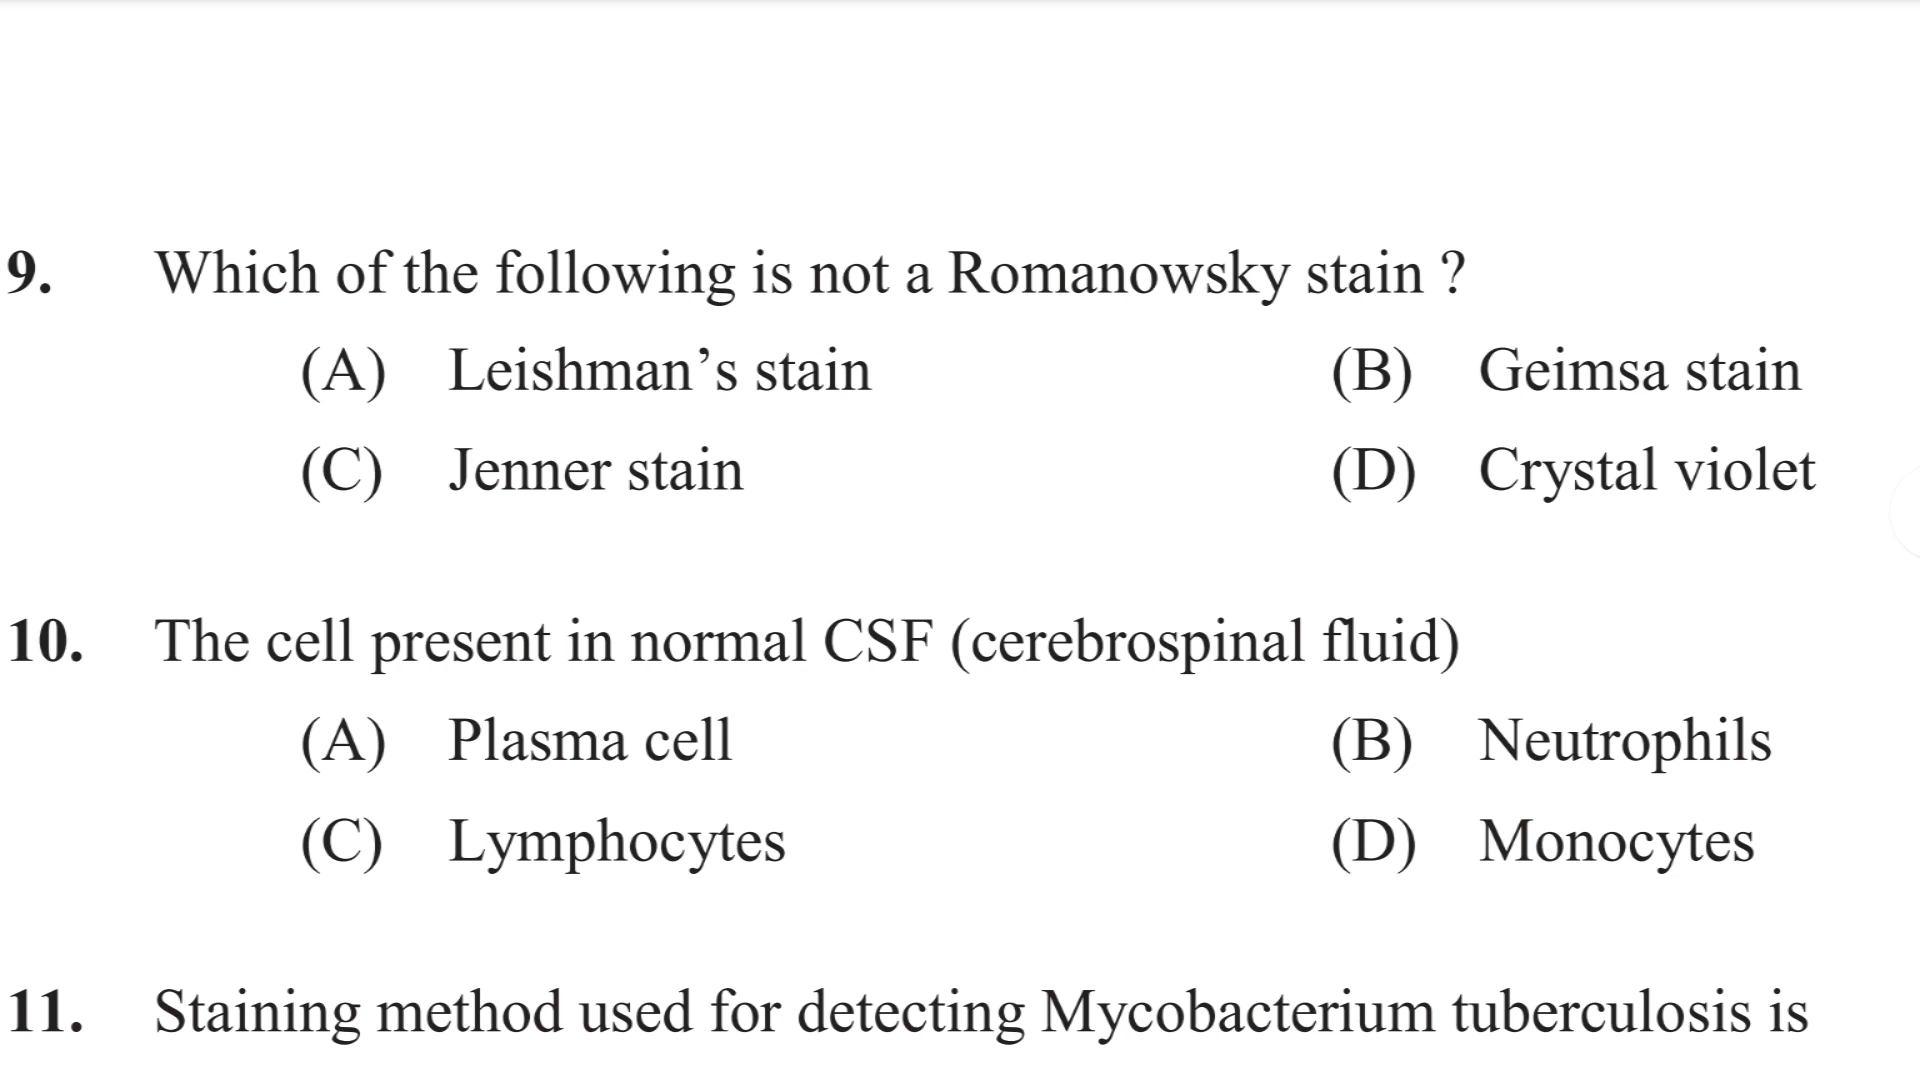 9. Which of the following is not a Romanowsky stain ?
(A) Leishman’s stain (B) Geimsa stain
(C) Jenner stain (D) Crystal violet
10. The cell present in normal CSF (cerebrospinal fluid)
(A) Plasma cell (B) Neutrophils
(C) Lymphocytes (D) Monocytes
11. Staining method used for detecting Mycobacterium tuberculosis is